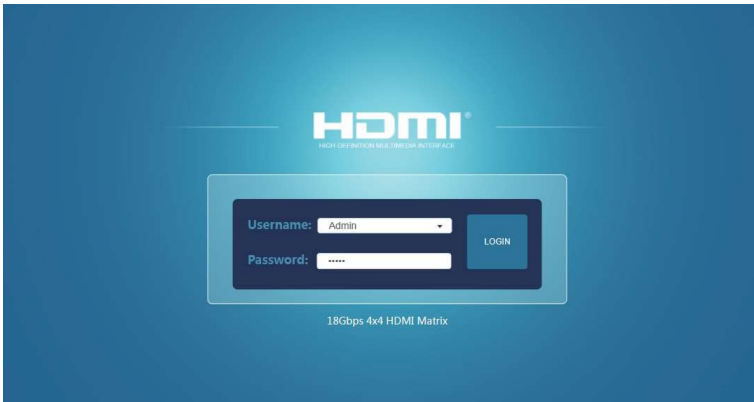 HDMI®
HIGH DEFINITION MULTIMEDIA INTERFACE
Username: Admin
LOGIN
Password: •••••
18Gbps 4x4 HDMI Matrix